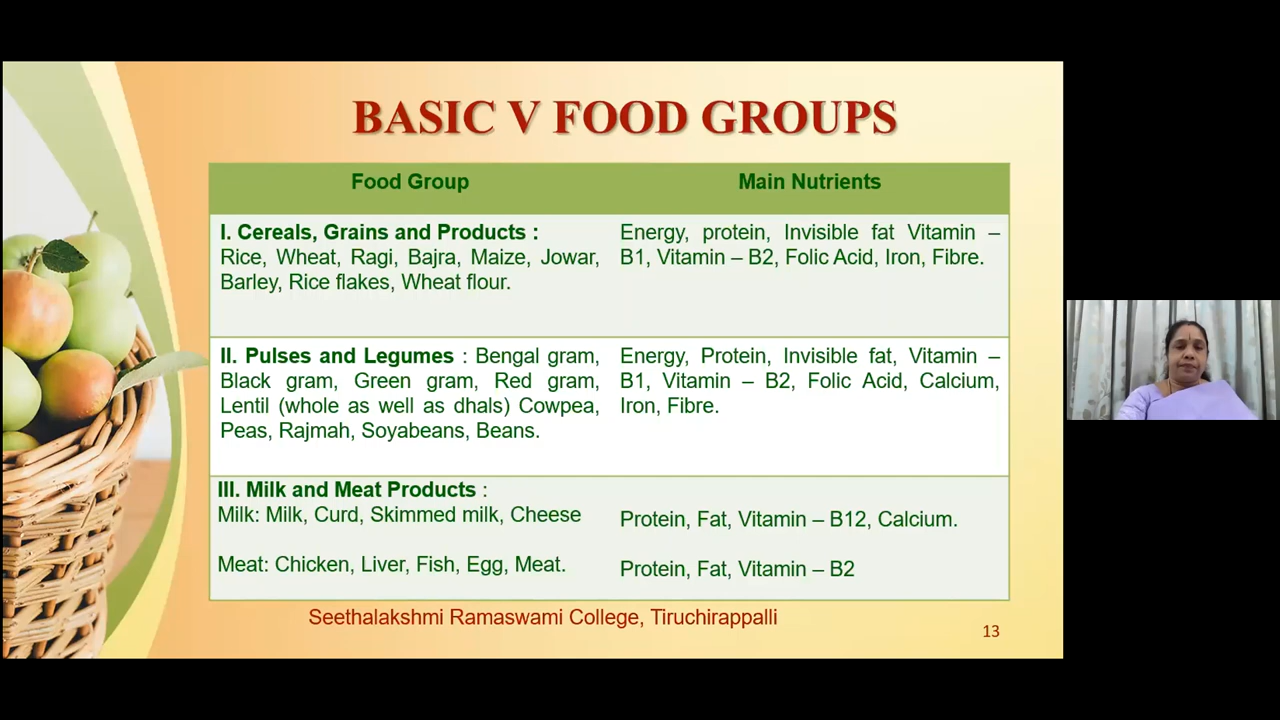 BASIC V FOOD GROUPS
Food Group
Main Nutrients
I. Cereals, Grains and Products :
Rice, Wheat, Ragi, Bajra, Maize, Jowar,
Barley, Rice flakes, Wheat flour.
Energy, protein, Invisible fat Vitamin –
B1, Vitamin – B2, Folic Acid, Iron, Fibre.
II. Pulses and Legumes : Bengal gram,
Black gram, Green gram, Red gram,
Lentil (whole as well as dhals) Cowpea,
Peas, Rajmah, Soyabeans, Beans.
Energy, Protein, Invisible fat, Vitamin –
B1, Vitamin – B2, Folic Acid, Calcium,
Iron, Fibre.
III. Milk and Meat Products :
Milk: Milk, Curd, Skimmed milk, Cheese
Protein, Fat, Vitamin – B12, Calcium.
Meat: Chicken, Liver, Fish, Egg, Meat.
Protein, Fat, Vitamin – B2
Seethalakshmi Ramaswami College, Tiruchirappalli
13